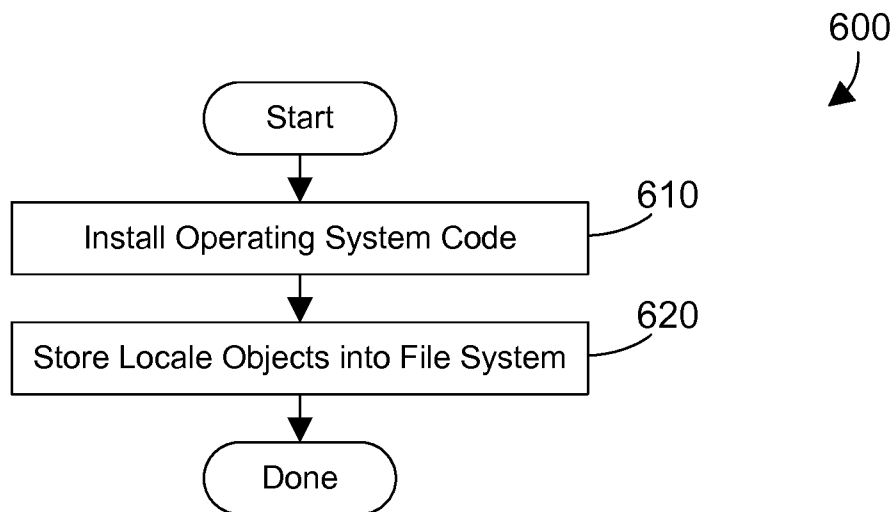 600
Start
610
Install Operating System Code
620
Store Locale Objects into File System
Done